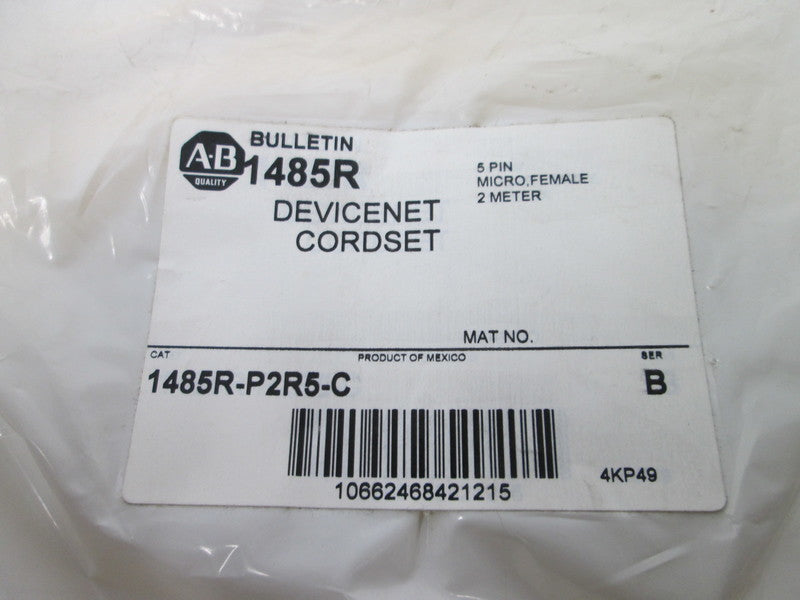 A-B
QUALITY
BULLETIN
1485R
DEVICENET
CORDSET
5 PIN
MICRO,FEMALE
2 METER
MAT NO.
CAT
PRODUCT OF MEXICO
SER
1485R-P2R5-C
B
10662468421215
4KP49